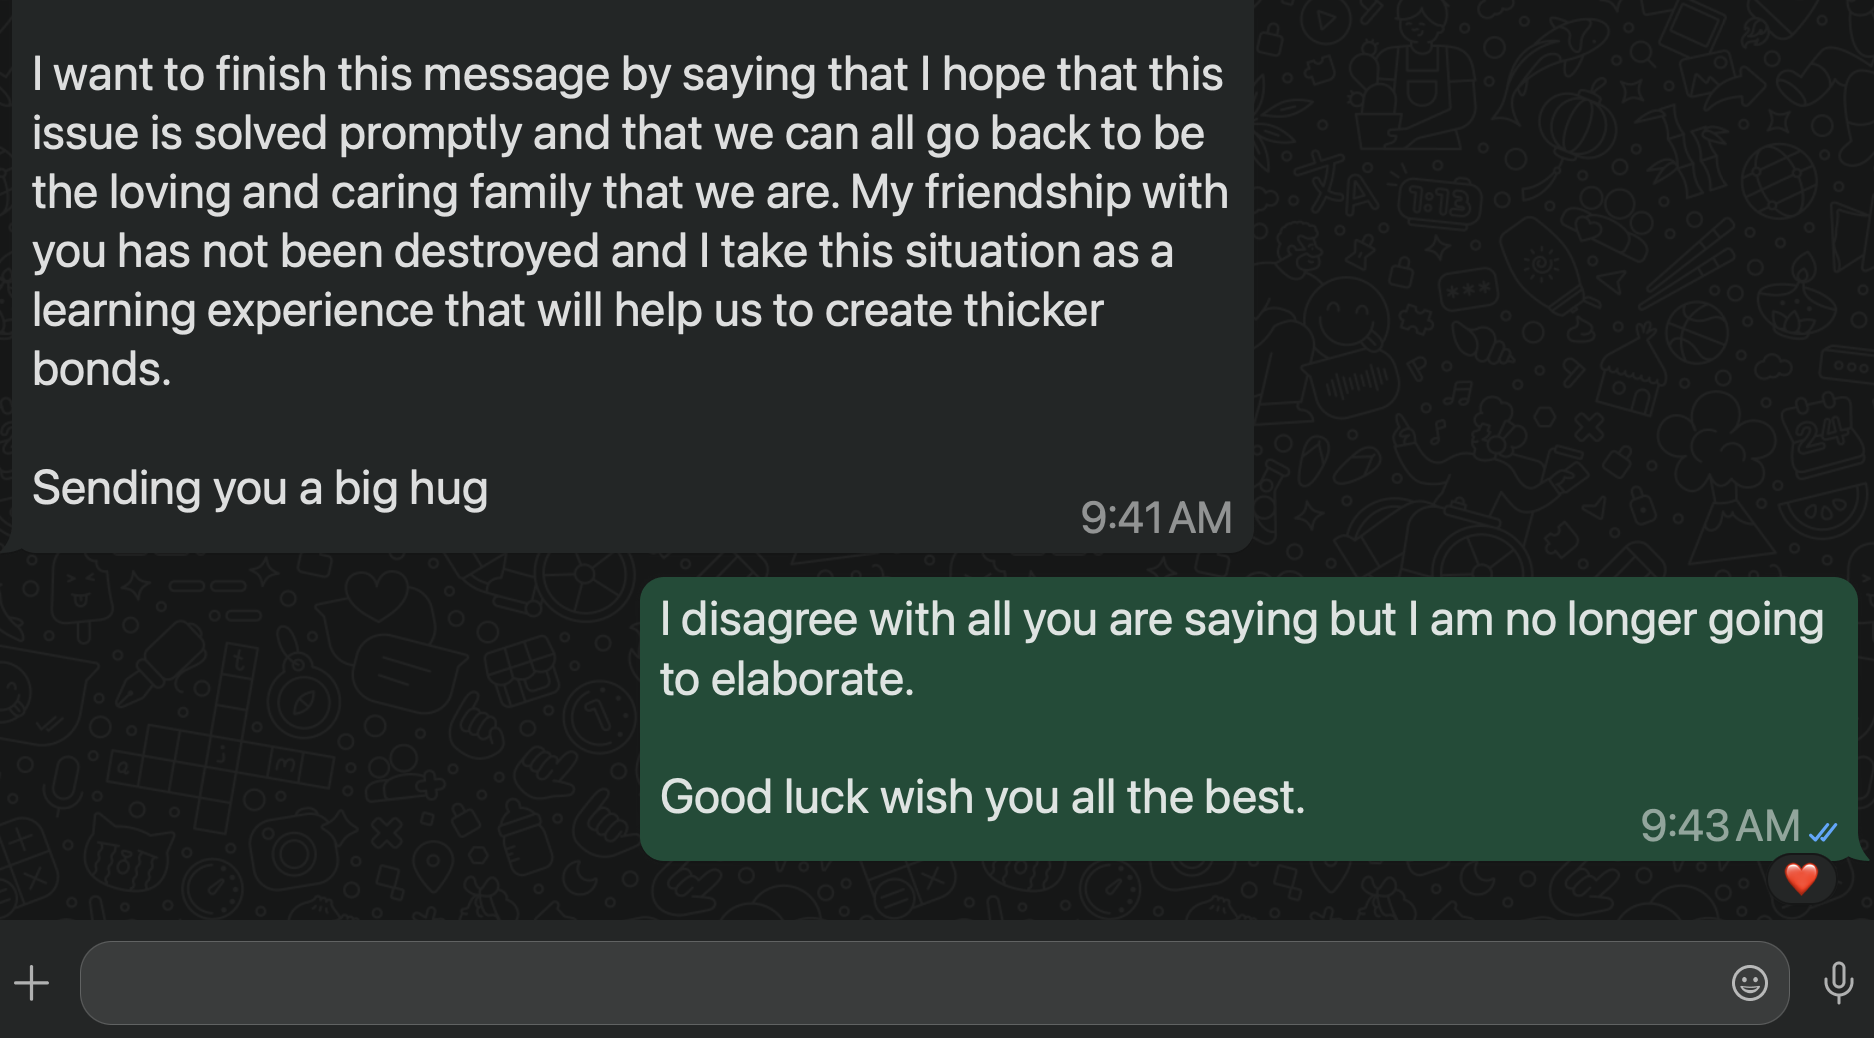 I want to finish this message by saying that I hope that this
issue is solved promptly and that we can all go back to be
the loving and caring family that we are. My friendship with
you has not been destroyed and I take this situation as a
learning experience that will help us to create thicker
bonds.
Sending you a big hug
9:41 AM
I disagree with all you are saying but I am no longer going
to elaborate.
Good luck wish you all the best.
9:43 AM